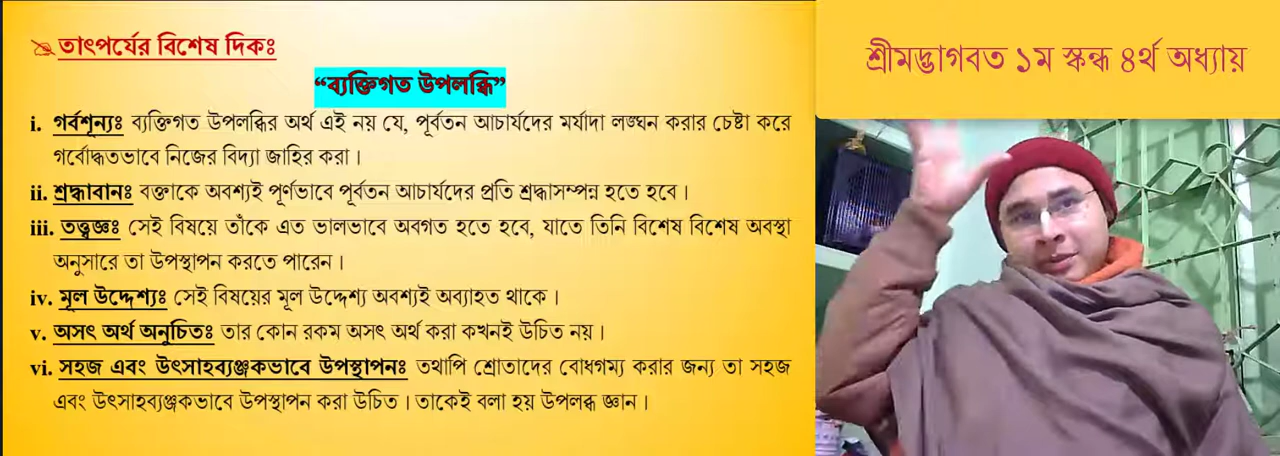 তাৎপর্যের বিশেষ দিকঃ
“ব্যক্তিগত উপলব্ধি”
i. গর্বশূন্যঃ ব্যক্তিগত উপলব্ধির অর্থ এই নয় যে, পূর্বতন আচার্যদের মর্যাদা লঙ্ঘন করার চেষ্টা করে
গর্বোদ্ধতভাবে নিজের বিদ্যা জাহির করা।
ii. শ্রদ্ধাবানঃ বক্তাকে অবশ্যই পূর্ণভাবে পূর্বতন আচার্যদের প্রতি শ্রদ্ধাসম্পন্ন হতে হবে।
iii. তত্ত্বজ্ঞঃ সেই বিষয়ে তাঁকে এত ভালভাবে অবগত হতে হবে, যাতে তিনি বিশেষ বিশেষ অবস্থা
অনুসারে তা উপস্থাপন করতে পারেন।
iv. মূল উদ্দেশ্যঃ সেই বিষয়ের মূল উদ্দেশ্য অবশ্যই অব্যাহত থাকে।
v. অসৎ অর্থ অনুচিতঃ তার কোন রকম অসৎ অর্থ করা কখনই উচিত নয়।
vi. সহজ এবং উৎসাহব্যঞ্জকভাবে উপস্থাপনঃ তথাপি শ্রোতাদের বোধগম্য করার জন্য তা সহজ
এবং উৎসাহব্যঞ্জকভাবে উপস্থাপন করা উচিত। তাকেই বলা হয় উপলব্ধ জ্ঞান।
শ্রীমদ্ভাগবত ১ম স্কন্ধ ৪র্থ অধ্যায়